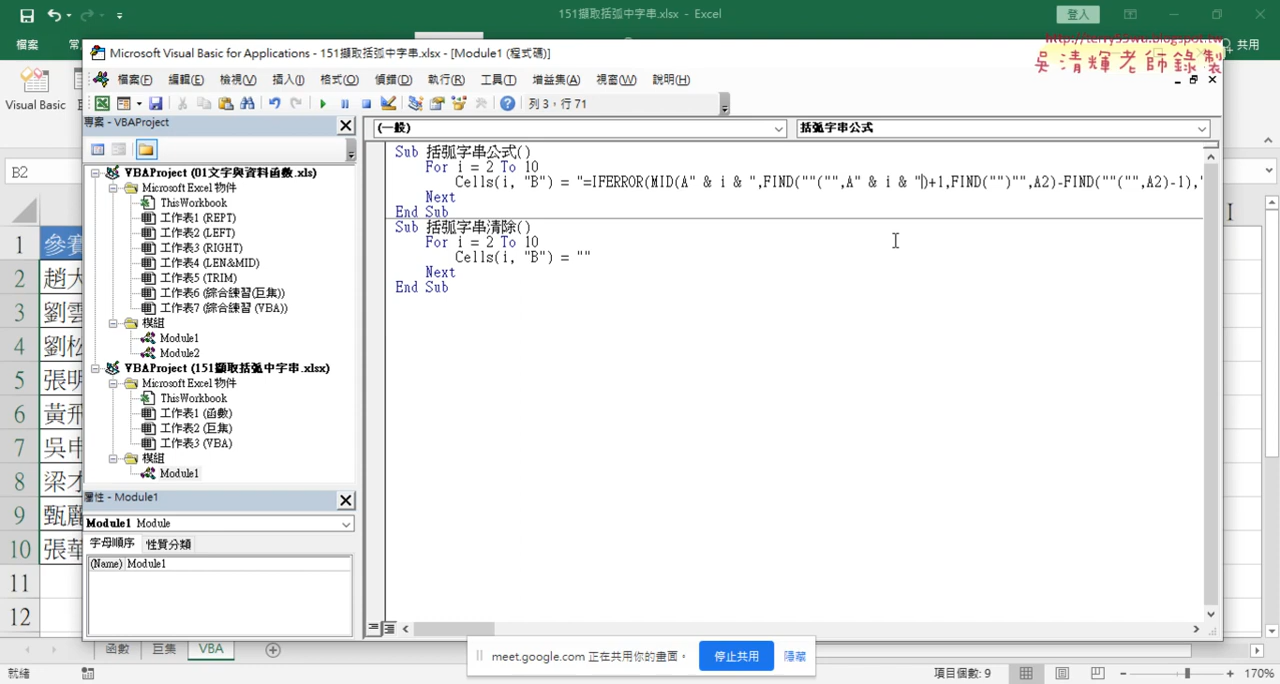 151擷取括弧中字串.xlsx - Excel
登人
檔案
常
共用
http://terry55wu.blogspot.tw
吳清輝老師錄製
Microsoft Visual Basic for Applications - 151擷取括弧中字串.xlsx - [Module1 (程式碼)]
檔案(F) 編輯(E) 檢視(V) 插入(I) 格式(O) 偵錯(D) 執行(R) 工具(T) 增益集(A) 視窗(W) 說明(H)
Visual Basic
列 3，行 71
專案 - VBAProject
(一般)
括弧字串公式
B2
VBAProject (01文字與資料函數.xls)
Microsoft Excel 物件
ThisWorkbook
工作表1 (REPT)
工作表2 (LEFT)
工作表3 (RIGHT)
工作表4 (LEN&MID)
工作表5 (TRIM)
工作表6 (綜合練習(巨集))
工作表7 (綜合練習 (VBA))
模組
Module1
Module2
VBAProject (151擷取括弧中字串.xlsx)
Microsoft Excel 物件
ThisWorkbook
工作表1 (函數)
工作表2 (巨集)
工作表3 (VBA)
模組
Module1
Sub 括弧字串公式()
For i = 2 To 10
Cells(i, "B") = "=IFERROR(MID(A" & i & ",FIND(""("",A" & i & ")+1,FIND("")"",A2)-FIND(""("",A2)-1),"
Next
End Sub
Sub 括弧字串清除()
For i = 2 To 10
Cells(i, "B") = ""
Next
End Sub
I
1 參賽
2 趙大
3 劉雲
4 劉松
5 張明
6 黃飛
7 吳申
8 梁才
9 甄麗
10 張華
11
12
屬性 - Module1
Module1 Module
字母順序 性質分類
(Name) Module1
函數 巨集 VBA
meet.google.com 正在共用你的畫面。 停止共用 隱藏
就緒
項目個數: 9
170%